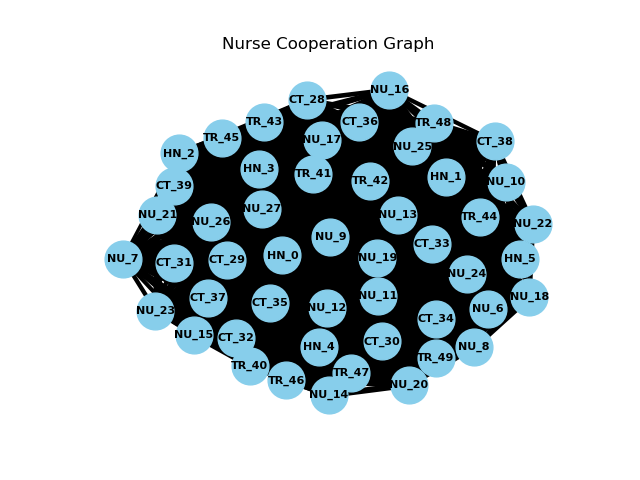 Nurse Cooperation Graph
NU_16
CT_28
CT_36
TR_43
TR_48
TR_45
NU_17
CT_38
NU_25
HN_2
HN_3
TR_41
TR_42
HN_1
NU_10
CT_39
NU_27
NU_21
NU_13
TR_44
NU_26
NU_22
NU_9
CT_33
HN_0
NU_7
CT_31
CT_29
NU_19
HN_5
NU_24
CT_37
NU_11
NU_18
CT_35
NU_12
NU_6
NU_23
CT_34
NU_15
CT_32
CT_30
HN_4
NU_8
TR_49
TR_40
TR_47
TR_46
NU_20
NU_14